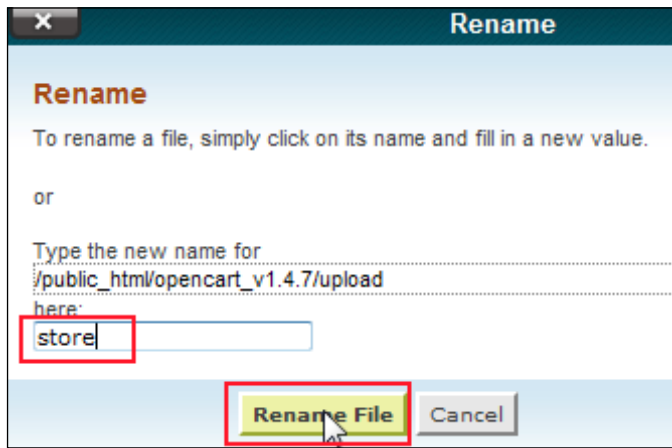 Rename
Rename
To rename a file, simply click on its name and fill in a new value.
or
Type the new name for
/public_html/opencart_v1.4.7/upload
here:
store
Rename File
Cancel